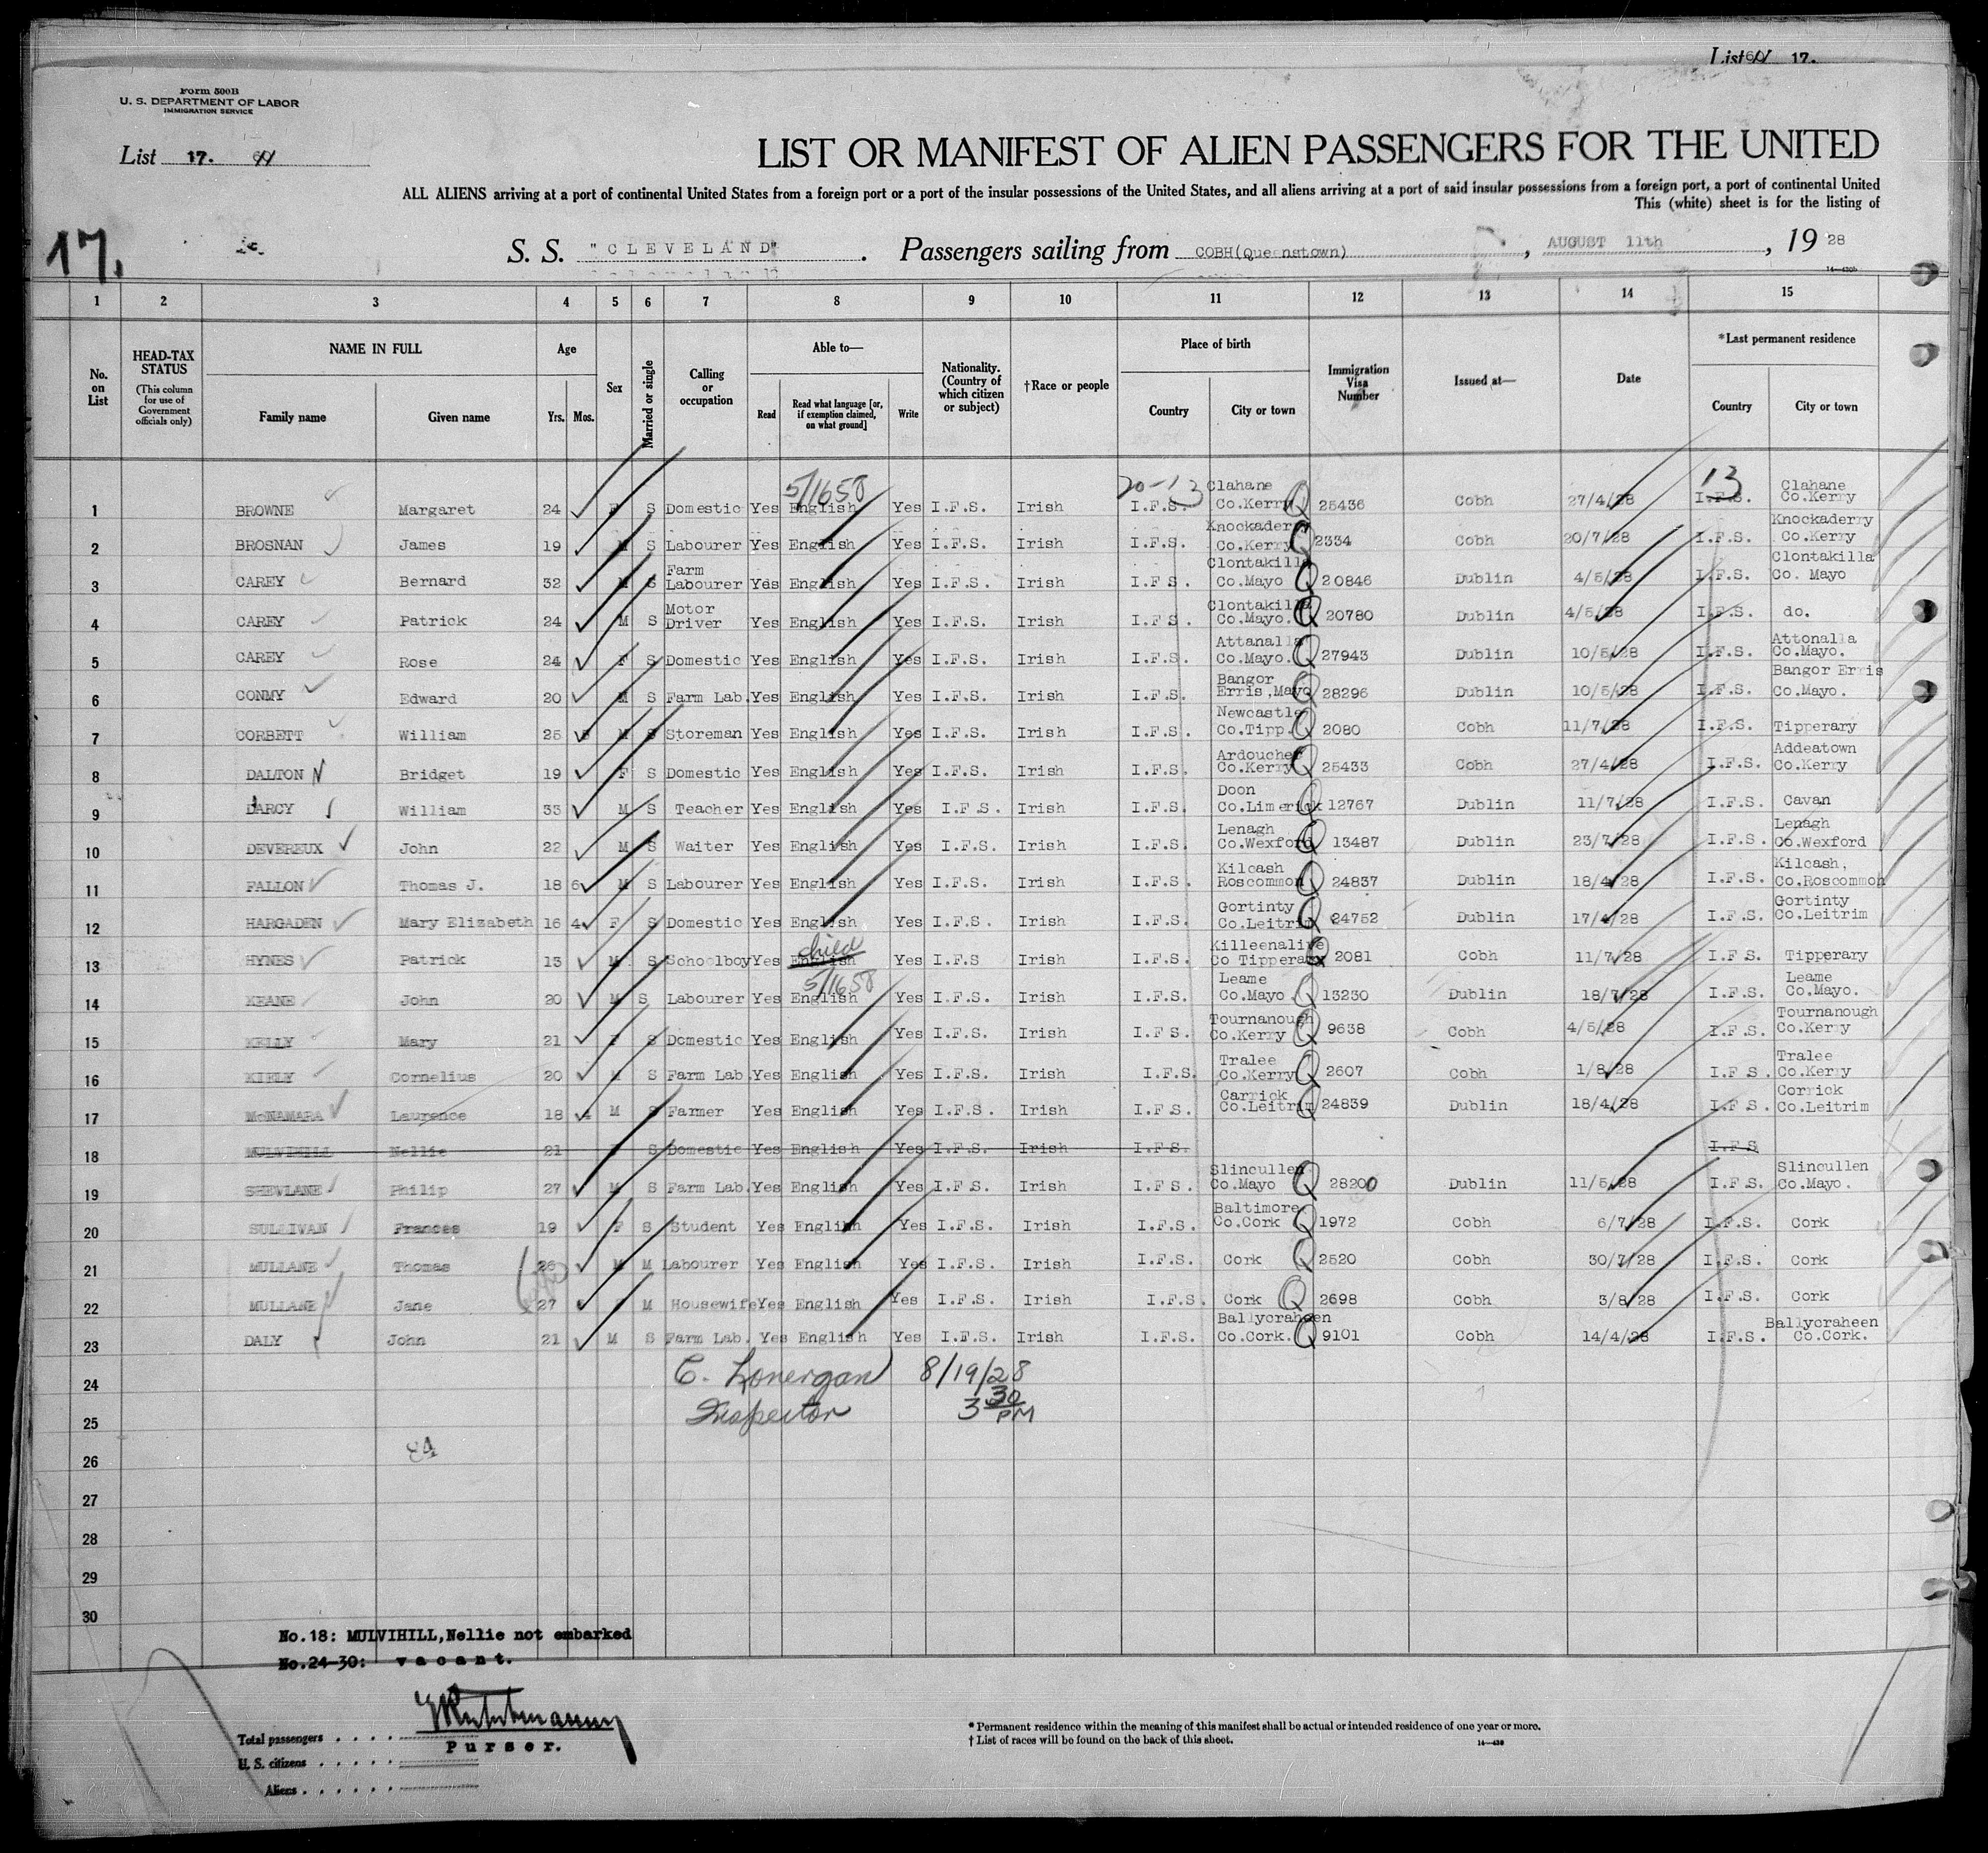 List 17.
Form 500B
U. S. DEPARTMENT OF LABOR
IMMIGRATION SERVICE
List 17.
LIST OR MANIFEST OF ALIEN PASSENGERS FOR THE UNITED
ALL ALIENS arriving at a port of continental United States from a foreign port or a port of the insular possessions of the United States, and all aliens arriving at a port of said insular possessions from a foreign port, a port of continental United
This (white) sheet is for the listing of
17.
S. S. "CLEVELAND". Passengers sailing from COBH(Queenstown), AUGUST 11th, 19 28
14—430b
1 2 3 4 5 6 7 8 9 10 11 12 13 14 15
No. on List
HEAD-TAX STATUS
(This column for use of Government officials only)
NAME IN FULL
Family name Given name
Age
Yrs. Mos.
Sex
Married or single
Calling or occupation
Able to—
Read Read what language [or, if exemption claimed, on what ground] Write
Nationality. (Country of which citizen or subject)
†Race or people
Place of birth
Country City or town
Immigration Visa Number
Issued at—
Date
*Last permanent residence
Country City or town
5/1658 20-13 13
1 BROWNE Margaret 24 F S Domestic Yes English Yes I.F.S. Irish I.F.S. Clahane Co.Kerry Q 25436 Cobh 27/4/28 I.F.S. Clahane Co.Kerry
2 BROSNAN James 19 M S Labourer Yes English Yes I.F.S. Irish I.F.S. Knockaderry Co.Kerry Q 2334 Cobh 20/7/28 I.F.S. Knockaderry Co.Kerry
3 CAREY Bernard 32 M S Farm Labourer Yes English Yes I.F.S. Irish I.F.S. Clontakilla Co.Mayo Q 20846 Dublin 4/5/28 I.F.S. Clontakilla Co. Mayo
4 CAREY Patrick 24 M S Motor Driver Yes English Yes I.F.S. Irish I.F.S. Clontakilla Co.Mayo. Q 20780 Dublin 4/5/28 I.F.S. do.
5 CAREY Rose 24 F S Domestic Yes English Yes I.F.S. Irish I.F.S. Attanalla Co.Mayo. Q 27943 Dublin 10/5/28 I.F.S. Attonalla Co.Mayo.
6 CONMY Edward 20 M S Farm Lab. Yes English Yes I.F.S. Irish I.F.S. Bangor Erris,Mayo Q 28296 Dublin 10/5/28 I.F.S. Bangor Erris Co.Mayo.
7 CORBETT William 25 M S Storeman Yes English Yes I.F.S. Irish I.F.S. Newcastle Co.Tipp. Q 2080 Cobh 11/7/28 I.F.S. Tipperary
8 DALTON Bridget 19 F S Domestic Yes English Yes I.F.S. Irish I.F.S. Ardoucher Co.Kerry Q 25433 Cobh 27/4/28 I.F.S. Addeatown Co.Kerry
9 DARCY William 33 M S Teacher Yes English Yes I.F.S. Irish I.F.S. Doon Co.Limerick Q 12767 Dublin 11/7/28 I.F.S. Cavan
10 DEVEREUX John 22 M S Waiter Yes English Yes I.F.S. Irish I.F.S. Lenagh Co.Wexford Q 13487 Dublin 23/7/28 I.F.S. Lenagh Co.Wexford
11 FALLON Thomas J. 18 6 M S Labourer Yes English Yes I.F.S. Irish I.F.S. Kilcash Roscommon Q 24837 Dublin 18/4/28 I.F.S. Kilcash, Co.Roscommon
12 HARGADEN Mary Elizabeth 16 4 F S Domestic Yes English Yes I.F.S. Irish I.F.S. Gortinty Co.Leitrim Q 24752 Dublin 17/4/28 I.F.S. Gortinty Co.Leitrim
13 HYNES Patrick 13 M S Schoolboy Yes English child Yes I.F.S Irish I.F.S. Killeenalive Co Tipperary Q 2081 Cobh 11/7/28 I.F.S. Tipperary
5/1658
14 KEANE John 20 M S Labourer Yes English Yes I.F.S. Irish I.F.S. Leame Co.Mayo. Q 13230 Dublin 18/7/28 I.F.S. Leame Co.Mayo.
15 KELLY Mary 21 F S Domestic Yes English Yes I.F.S. Irish I.F.S. Tournanough Co.Kerry Q 9638 Cobh 4/5/28 I.F.S. Tournanough Co.Kerry
16 KIELY Cornelius 20 M S Farm Lab. Yes English Yes I.F.S. Irish I.F.S. Tralee Co.Kerry Q 2607 Cobh 1/8/28 I.F.S. Tralee Co.Kerry
17 McNAMARA Laurence 18 4 M S Farmer Yes English Yes I.F.S. Irish I.F.S. Carrick Co.Leitrim Q 24839 Dublin 18/4/28 I.F.S. Corrick Co.Leitrim
18 MULVIHILL Nellie 21 F S Domestic Yes English Yes I.F.S. Irish I.F.S. I.F.S
19 SHEVLANE Philip 27 M S Farm Lab. Yes English Yes I.F.S. Irish I.F.S. Slincullen Co.Mayo Q 28200 Dublin 11/5/28 I.F.S. Slincullen Co.Mayo.
20 SULLIVAN Frances 19 F S Student Yes English Yes I.F.S. Irish I.F.S. Baltimore Co.Cork Q 1972 Cobh 6/7/28 I.F.S. Cork
21 MULLANE Thomas 26 M M Labourer Yes English Yes I.F.S. Irish I.F.S. Cork Q 2520 Cobh 30/7/28 I.F.S. Cork
22 MULLANE Jane 27 F M Housewife Yes English Yes I.F.S. Irish I.F.S. Cork Q 2698 Cobh 3/8/28 I.F.S. Cork
23 DALY John 21 M S Farm Lab. Yes English Yes I.F.S. Irish I.F.S. Ballycraheen Co.Cork. Q 9101 Cobh 14/4/28 I.F.S. Ballycraheen Co.Cork.
24 C. Lonergan 8/19/28
25 Inspector 3 30 PM
26
27
28
29
30
No.18: MULVIHILL,Nellie not embarked
No.24-30: vacant.
Purser.
Total passengers
U. S. citizens
Aliens
* Permanent residence within the meaning of this manifest shall be actual or intended residence of one year or more.
† List of races will be found on the back of this sheet.
14—430